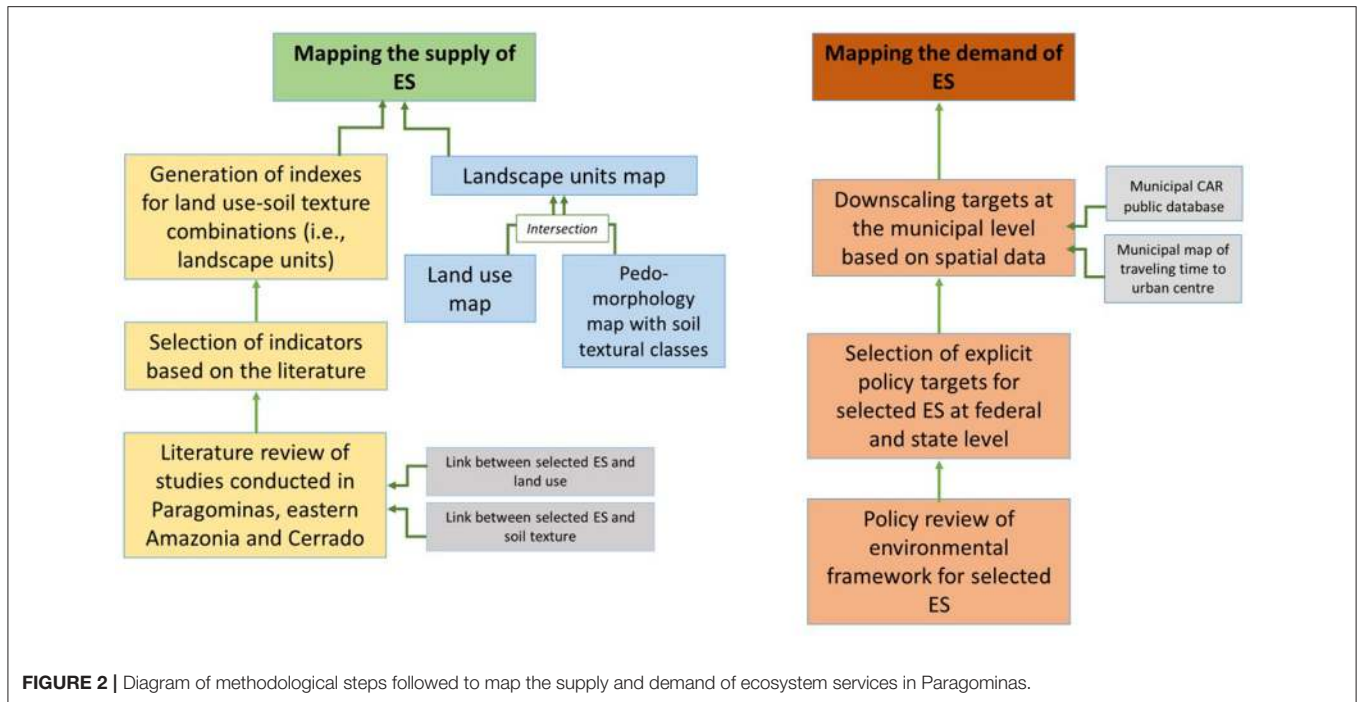 Mapping the supply of
ES
Generation of indexes
for land use-soil texture
combinations (i.e.,
landscape units)
Landscape units map
Intersection
Land use
map
Pedo-
morphology
map with soil
textural classes
Selection of indicators
based on the literature
Literature review of
studies conducted in
Paragominas, eastern
Amazonia and Cerrado
Link between selected ES and
land use
Link between selected ES and
soil texture
Mapping the demand of
ES
Downscaling targets at
the municipal level
based on spatial data
Municipal CAR
public database
Municipal map of
traveling time to
urban centre
Selection of explicit
policy targets for
selected ES at federal
and state level
Policy review of
environmental
framework for selected
ES
FIGURE 2 | Diagram of methodological steps followed to map the supply and demand of ecosystem services in Paragominas.